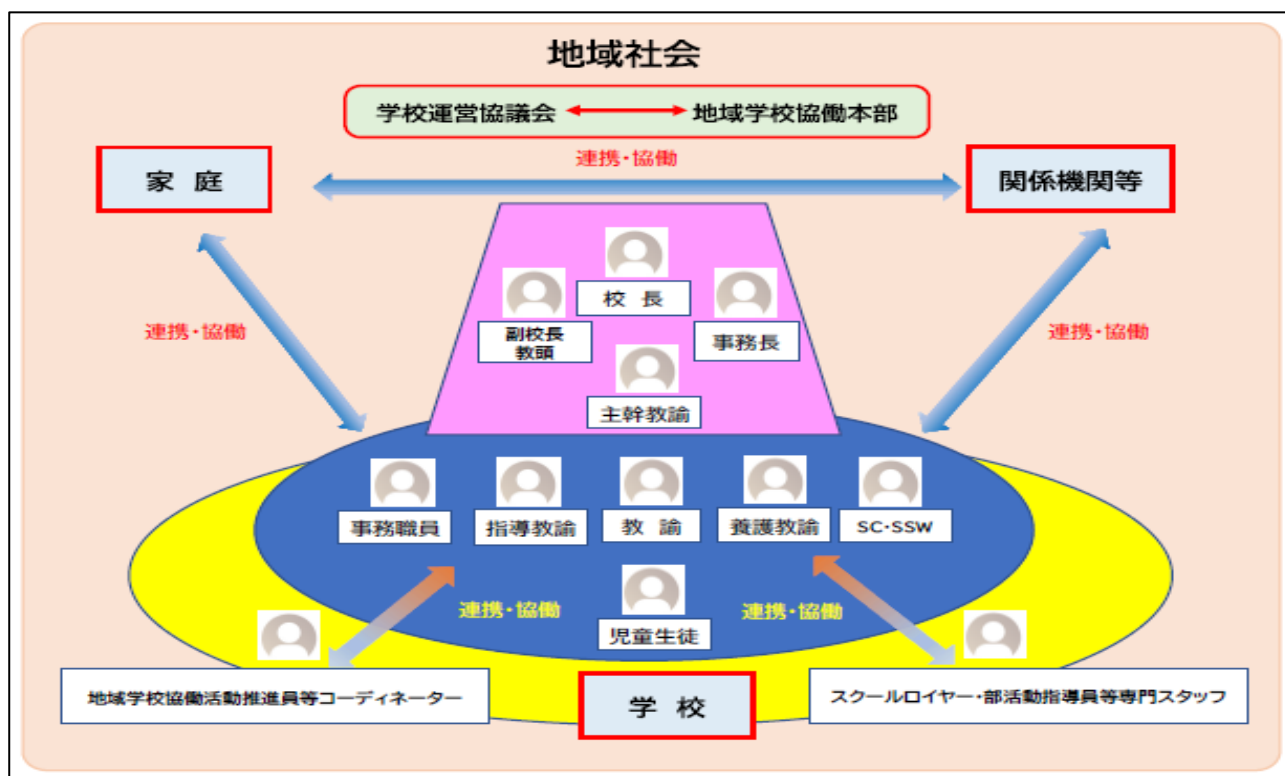 地域社会
学校運営協議会
地域学校協働本部
連携・協働
家 庭
関係機関等
校 長
副校長
教頭
事務長
連携・協働
連携・協働
主幹教諭
事務職員
指導教諭
教 諭
養護教諭
SC・SSW
連携・協働
連携・協働
児童生徒
地域学校協働活動推進員等コーディネーター
学 校
スクールロイヤー・部活動指導員等専門スタッフ